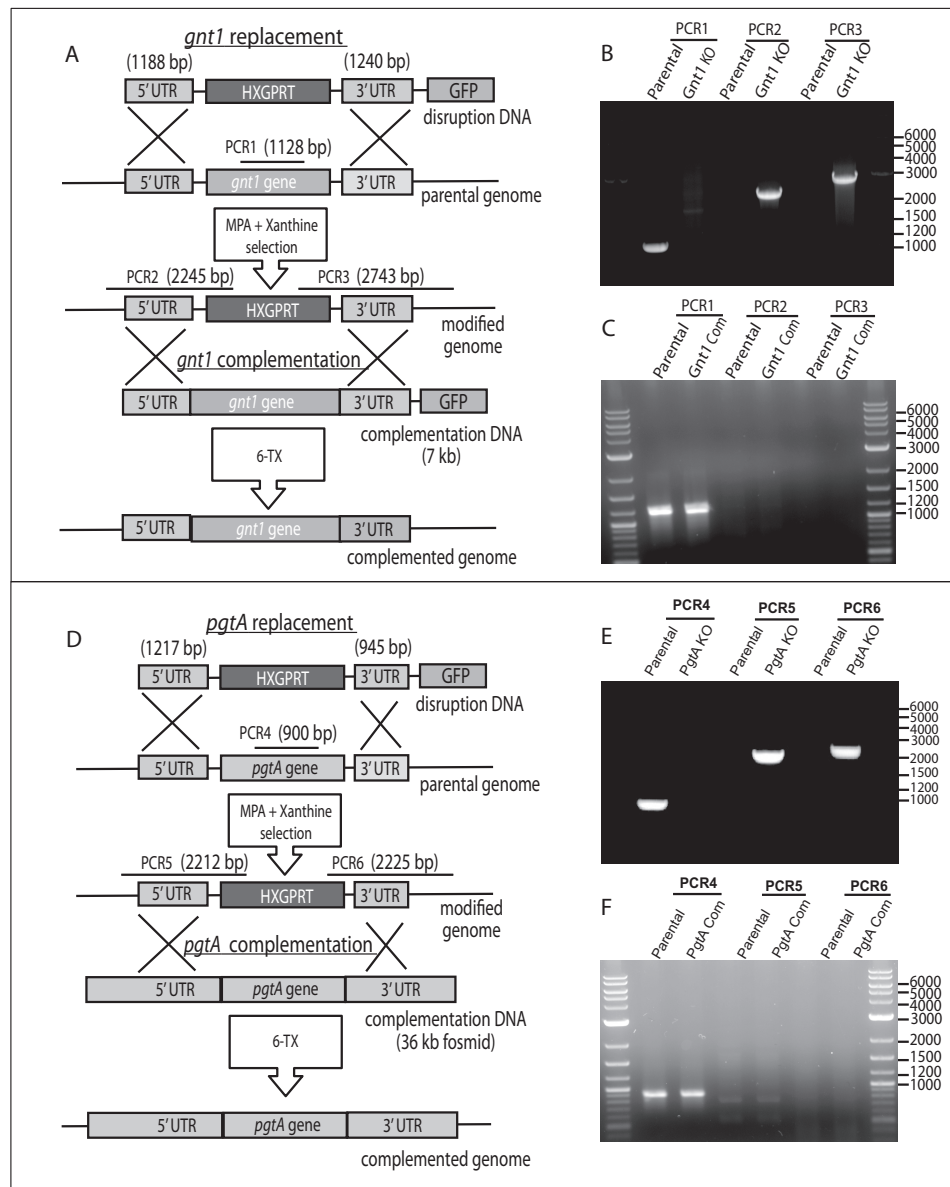 A
gnt1 replacement
(1188 bp)
(1240 bp)
5' UTR
HXGPRT
3' UTR
GFP
disruption DNA
PCR1 (1128 bp)
5' UTR
gnt1 gene
3' UTR
parental genome
MPA + Xanthine
selection
PCR2 (2245 bp)
PCR3 (2743 bp)
5' UTR
HXGPRT
3' UTR
modified
genome
gnt1 complementation
5' UTR
gnt1 gene
3' UTR
GFP
complementation DNA
(7 kb)
6-TX
5' UTR
gnt1 gene
3' UTR
complemented genome
B
PCR1
PCR2
PCR3
Parental
Gnt1 KO
Parental
Gnt1 KO
Parental
Gnt1 KO
6000
5000
4000
3000
2000
1500
1200
1000
C
PCR1
PCR2
PCR3
Parental
Gnt1 Com
Parental
Gnt1 Com
Parental
Gnt1 Com
6000
5000
4000
3000
2000
1500
1200
1000
D
pgtA replacement
(1217 bp)
(945 bp)
5' UTR
HXGPRT
3' UTR
GFP
disruption DNA
PCR4 (900 bp)
5' UTR
pgtA gene
3' UTR
parental genome
MPA + Xanthine
selection
PCR5 (2212 bp)
PCR6 (2225 bp)
5' UTR
HXGPRT
3' UTR
modified
genome
pgtA complementation
5' UTR
pgtA gene
3' UTR
complementation DNA
(36 kb fosmid)
6-TX
5' UTR
pgtA gene
3' UTR
complemented genome
E
PCR4
PCR5
PCR6
Parental
PgtA KO
Parental
PgtA KO
Parental
PgtA KO
6000
5000
4000
3000
2000
1500
1200
1000
F
PCR4
PCR5
PCR6
Parental
PgtA Com
Parental
PgtA Com
Parental
PgtA Com
6000
5000
4000
3000
2000
1500
1200
1000